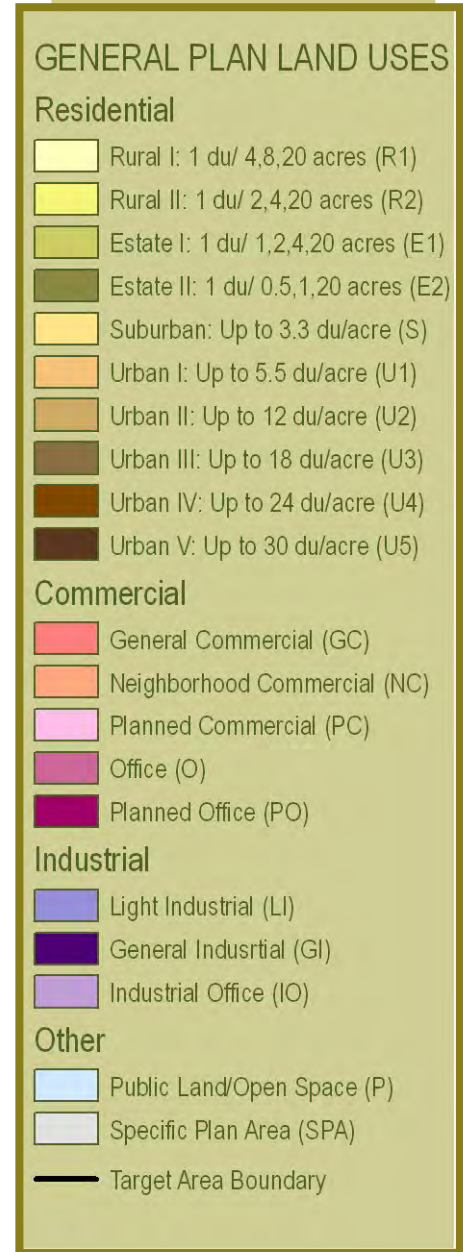 GENERAL PLAN LAND USES
Residential
Rural I: 1 du/ 4,8,20 acres (R1)
Rural II: 1 du/ 2,4,20 acres (R2)
Estate I: 1 du/ 1,2,4,20 acres (E1)
Estate II: 1 du/ 0.5,1,20 acres (E2)
Suburban: Up to 3.3 du/acre (S)
Urban I: Up to 5.5 du/acre (U1)
Urban II: Up to 12 du/acre (U2)
Urban III: Up to 18 du/acre (U3)
Urban IV: Up to 24 du/acre (U4)
Urban V: Up to 30 du/acre (U5)
Commercial
General Commercial (GC)
Neighborhood Commercial (NC)
Planned Commercial (PC)
Office (O)
Planned Office (PO)
Industrial
Light Industrial (LI)
General Indusrtial (GI)
Industrial Office (IO)
Other
Public Land/Open Space (P)
Specific Plan Area (SPA)
Target Area Boundary